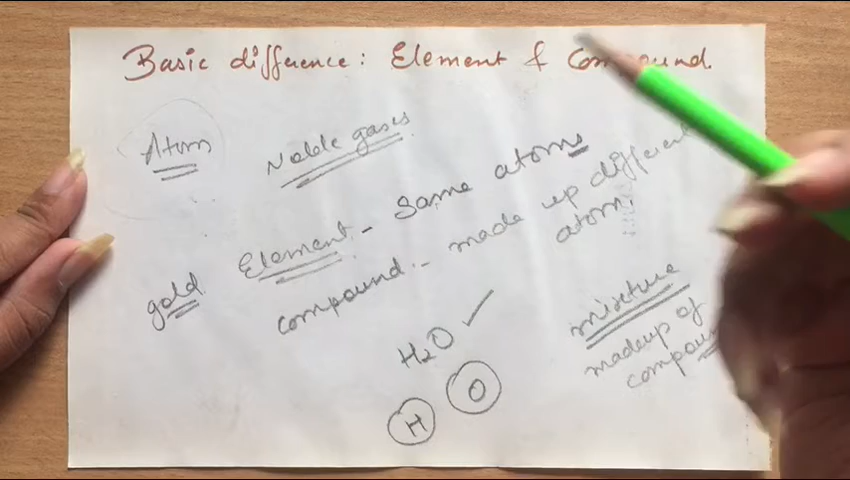 Basic difference: Element & Compound
Atom
Noble gases
Element - Same atoms
gold
compound - made up different
atom.
H₂O ✓
H
O
mixture
madeup of